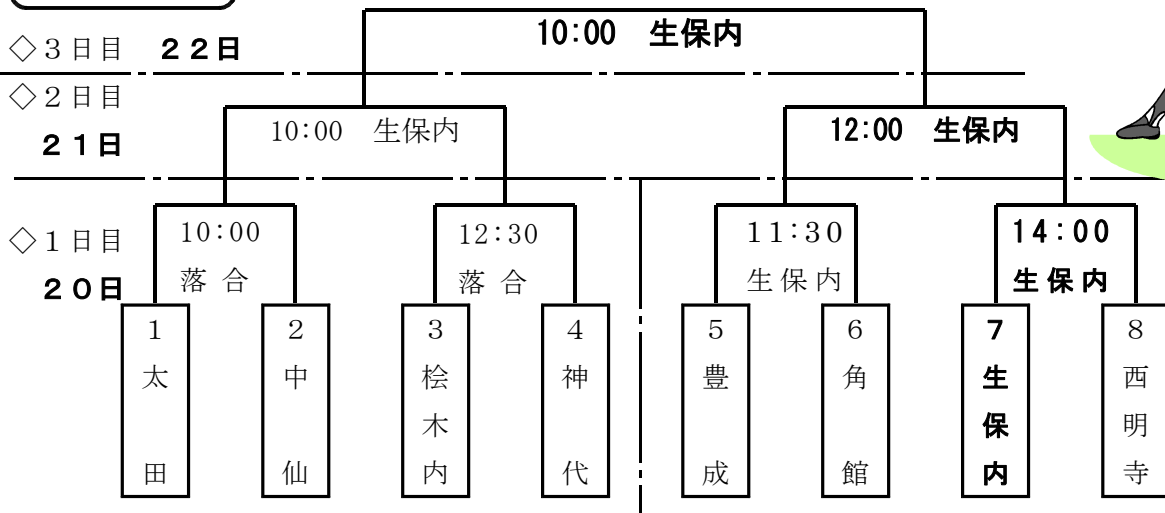 ◇3日目　22日
10:00　生保内
◇2日目
21日
10:00　生保内
12:00　生保内
◇1日目
20日
10:00
落合
12:30
落合
11:30
生保内
14:00
生保内
1太田
2中仙
3桧木内
4神代
5豊成
6角館
7生保内
8西明寺